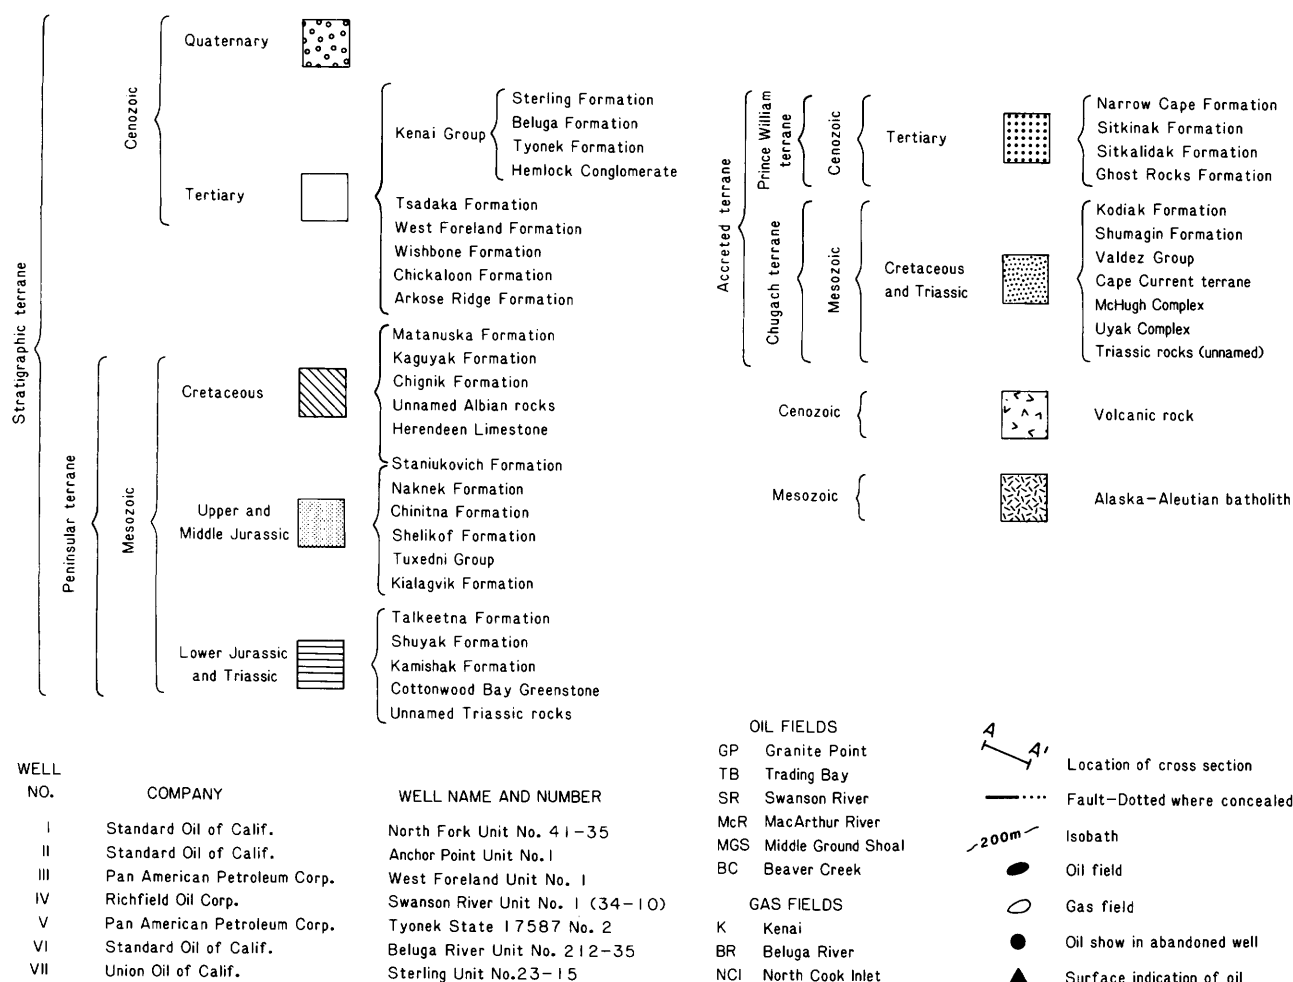 Stratigraphic terrane
Cenozoic
Quaternary
Tertiary
Kenai Group
Sterling Formation
Beluga Formation
Tyonek Formation
Hemlock Conglomerate
Tsadaka Formation
West Foreland Formation
Wishbone Formation
Chickaloon Formation
Arkose Ridge Formation
Peninsular terrane
Mesozoic
Cretaceous
Matanuska Formation
Kaguyak Formation
Chignik Formation
Unnamed Albian rocks
Herendeen Limestone
Staniukovich Formation
Upper and
Middle Jurassic
Naknek Formation
Chinitna Formation
Shelikof Formation
Tuxedni Group
Kialagvik Formation
Lower Jurassic
and Triassic
Talkeetna Formation
Shuyak Formation
Kamishak Formation
Cottonwood Bay Greenstone
Unnamed Triassic rocks
Accreted terrane
Prince William
terrane
Cenozoic
Tertiary
Narrow Cape Formation
Sitkinak Formation
Sitkalidak Formation
Ghost Rocks Formation
Chugach terrane
Mesozoic
Cretaceous
and Triassic
Kodiak Formation
Shumagin Formation
Valdez Group
Cape Current terrane
McHugh Complex
Uyak Complex
Triassic rocks (unnamed)
Cenozoic
Volcanic rock
Mesozoic
Alaska-Aleutian batholith
WELL
NO. COMPANY WELL NAME AND NUMBER
I Standard Oil of Calif. North Fork Unit No. 41-35
II Standard Oil of Calif. Anchor Point Unit No. 1
III Pan American Petroleum Corp. West Foreland Unit No. 1
IV Richfield Oil Corp. Swanson River Unit No. 1 (34-10)
V Pan American Petroleum Corp. Tyonek State 17587 No. 2
VI Standard Oil of Calif. Beluga River Unit No. 212-35
VII Union Oil of Calif. Sterling Unit No. 23-15
OIL FIELDS
GP Granite Point
TB Trading Bay
SR Swanson River
McR MacArthur River
MGS Middle Ground Shoal
BC Beaver Creek
GAS FIELDS
K Kenai
BR Beluga River
NCI North Cook Inlet
A A' Location of cross section
Fault-Dotted where concealed
200m Isobath
Oil field
Gas field
Oil show in abandoned well
Surface indication of oil